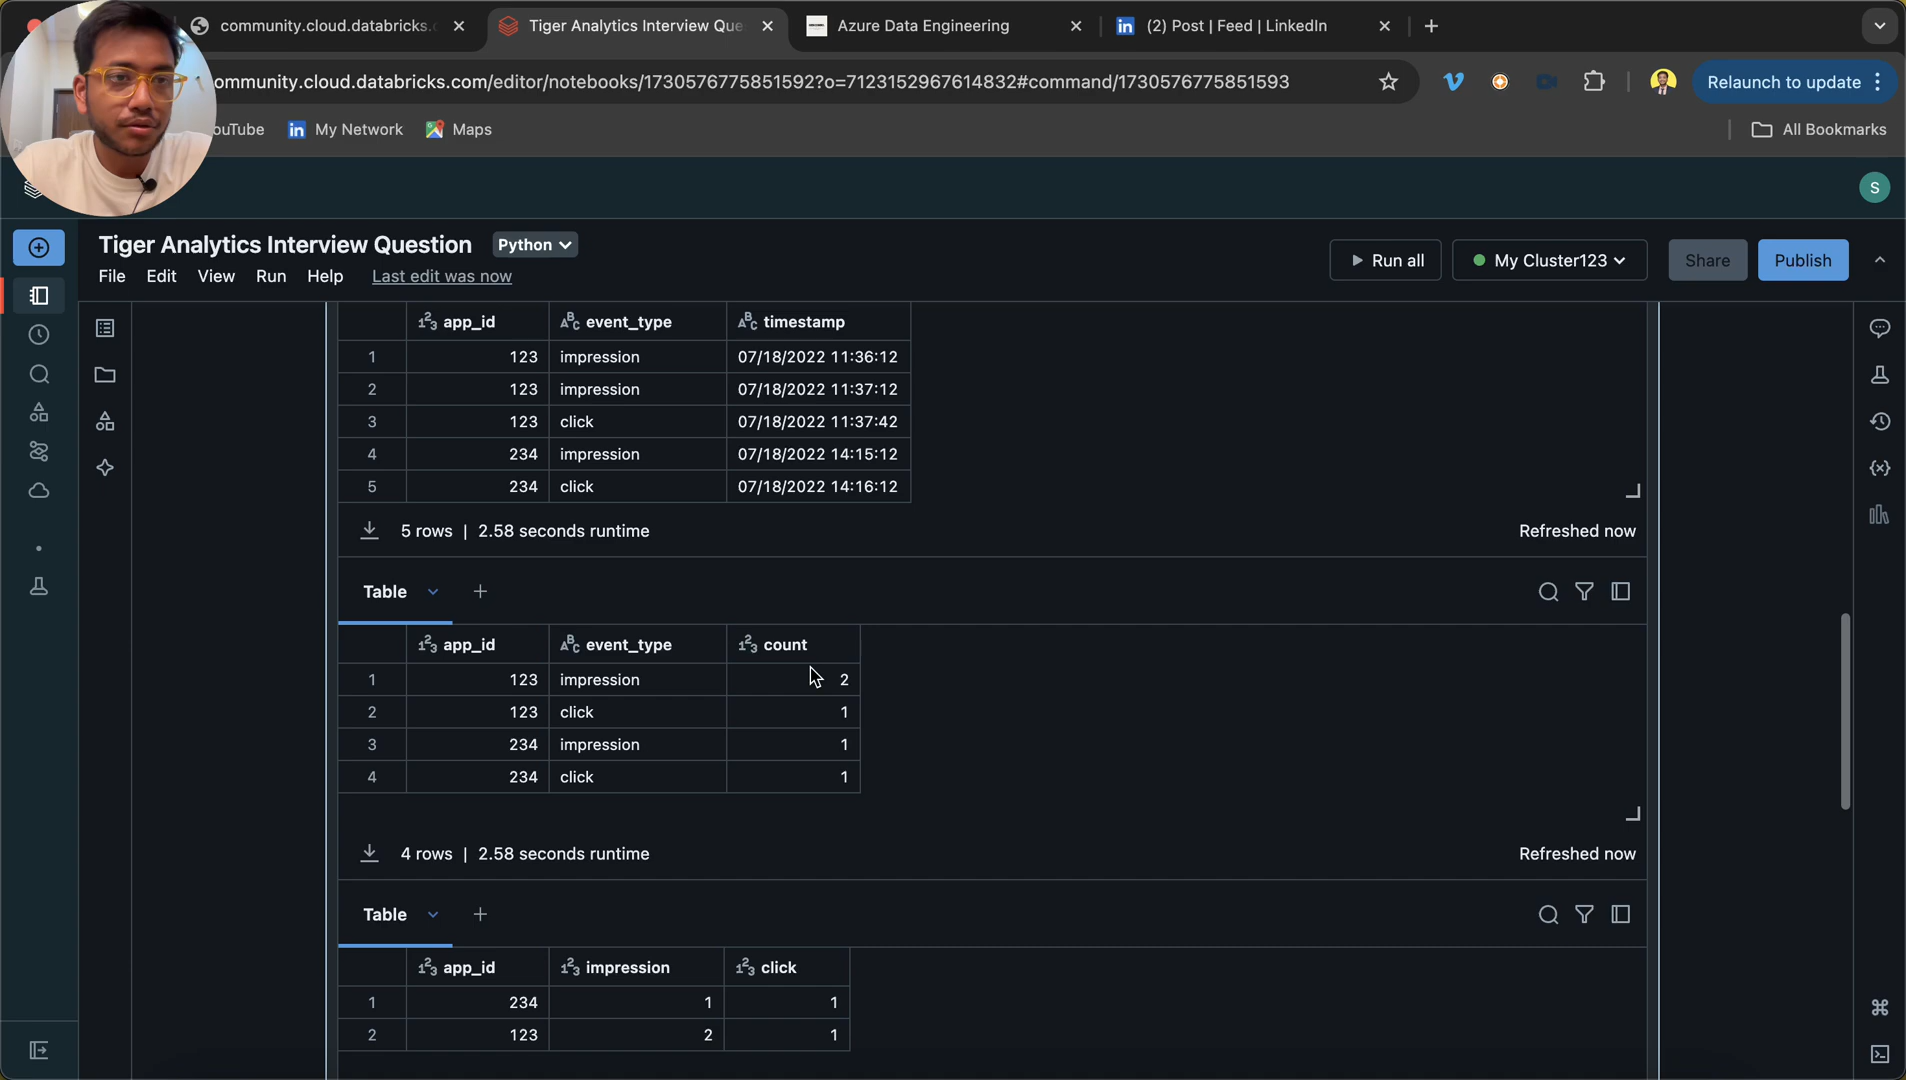 community.cloud.databricks.c
Tiger Analytics Interview Que
Azure Data Engineering
(2) Post | Feed | LinkedIn
ommunity.cloud.databricks.com/editor/notebooks/1730576775851592?o=7123152967614832#command/1730576775851593
Relaunch to update
ouTube
My Network
Maps
All Bookmarks
S
Tiger Analytics Interview Question
Python
File Edit View Run Help Last edit was now
Run all
My Cluster123
Share
Publish
app_id event_type timestamp
1 123 impression 07/18/2022 11:36:12
2 123 impression 07/18/2022 11:37:12
3 123 click 07/18/2022 11:37:42
4 234 impression 07/18/2022 14:15:12
5 234 click 07/18/2022 14:16:12
5 rows | 2.58 seconds runtime
Refreshed now
Table
app_id event_type count
1 123 impression 2
2 123 click 1
3 234 impression 1
4 234 click 1
4 rows | 2.58 seconds runtime
Refreshed now
Table
app_id impression click
1 234 1 1
2 123 2 1